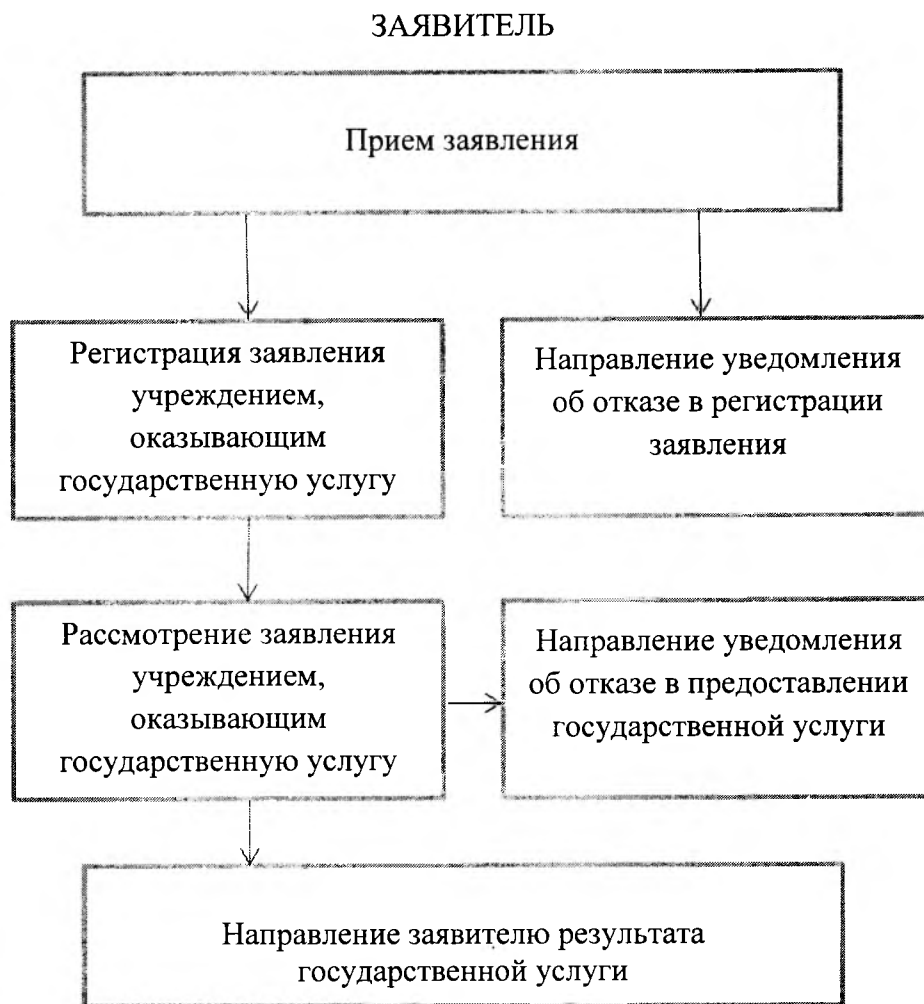 ЗАЯВИТЕЛЬ
Прием заявления
Регистрация заявления
учреждением,
оказывающим
государственную услугу
Направление уведомления
об отказе в регистрации
заявления
Рассмотрение заявления
учреждением,
оказывающим
государственную услугу
Направление уведомления
об отказе в предоставлении
государственной услуги
Направление заявителю результата
государственной услуги